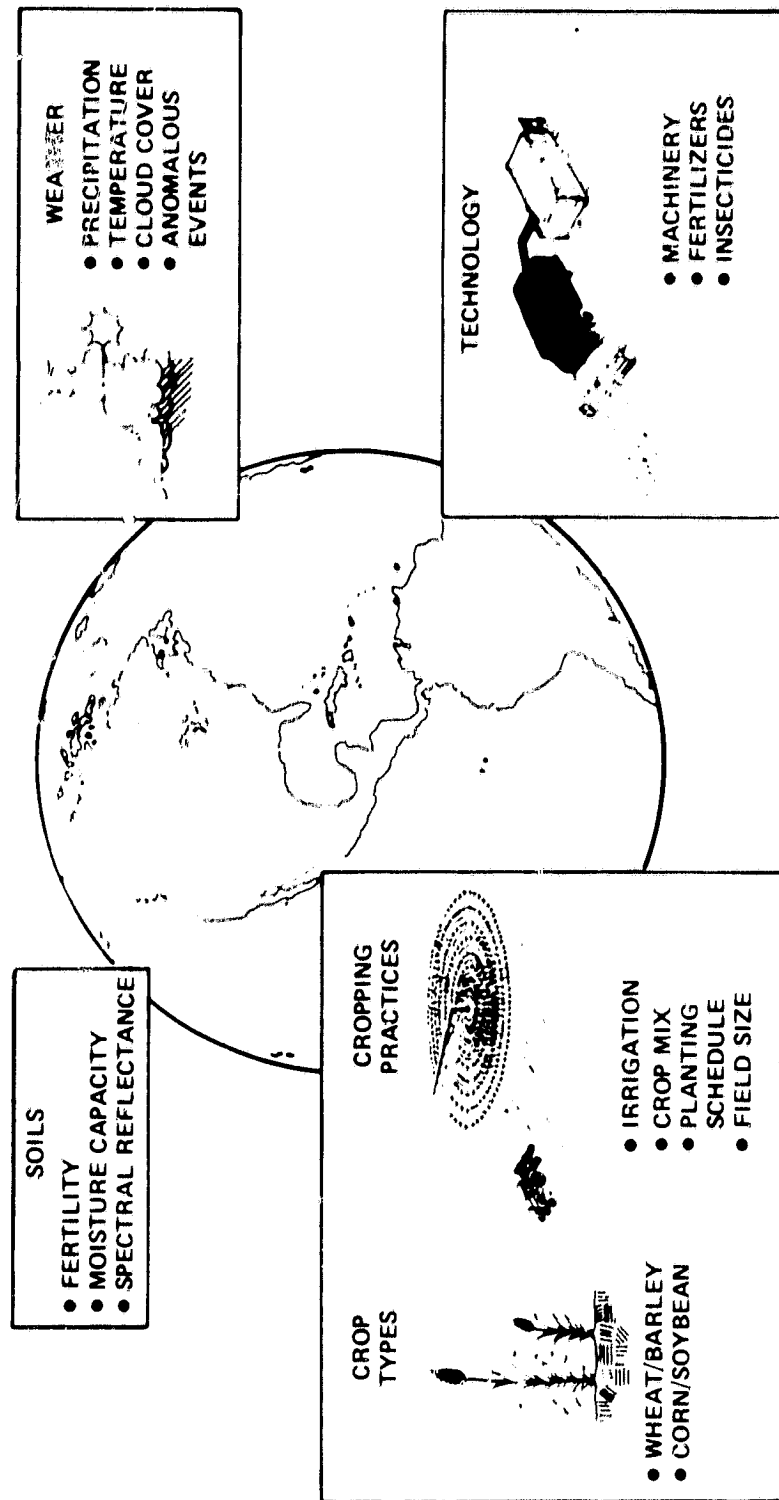 SOILS
● FERTILITY
● MOISTURE CAPACITY
● SPECTRAL REFLECTANCE
WEATHER
● PRECIPITATION
● TEMPERATURE
● CLOUD COVER
● ANOMALOUS
EVENTS
CROP
TYPES
● WHEAT/BARLEY
● CORN/SOYBEAN
CROPPING
PRACTICES
● IRRIGATION
● CROP MIX
● PLANTING
SCHEDULE
● FIELD SIZE
TECHNOLOGY
● MACHINERY
● FERTILIZERS
● INSECTICIDES